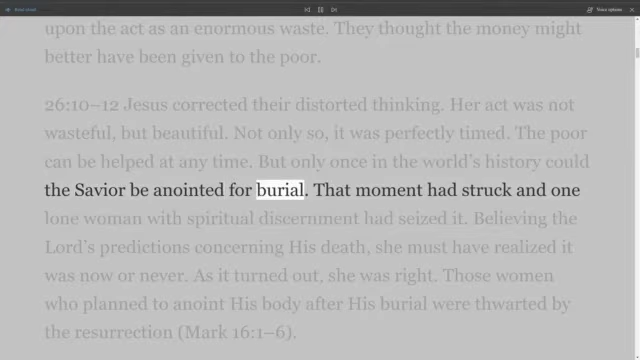 Read aloud
Voice options
upon the act as an enormous waste. They thought the money might
better have been given to the poor.
26:10–12 Jesus corrected their distorted thinking. Her act was not
wasteful, but beautiful. Not only so, it was perfectly timed. The poor
can be helped at any time. But only once in the world's history could
the Savior be anointed for burial. That moment had struck and one
lone woman with spiritual discernment had seized it. Believing the
Lord's predictions concerning His death, she must have realized it
was now or never. As it turned out, she was right. Those women
who planned to anoint His body after His burial were thwarted by
the resurrection (Mark 16:1–6).